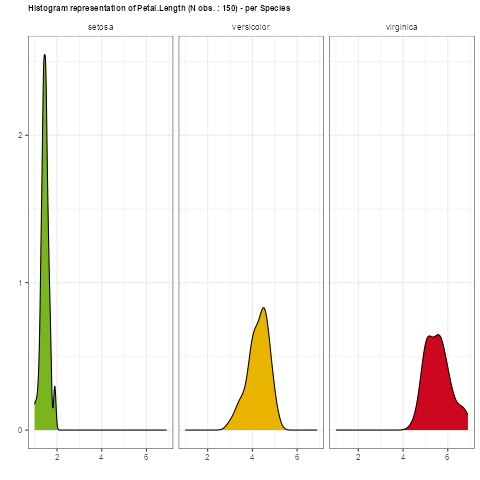 Histogram representation of Petal.Length (N obs. : 150) - per Species
setosa versicolor virginica
2
1
0
2 4 6 2 4 6 2 4 6